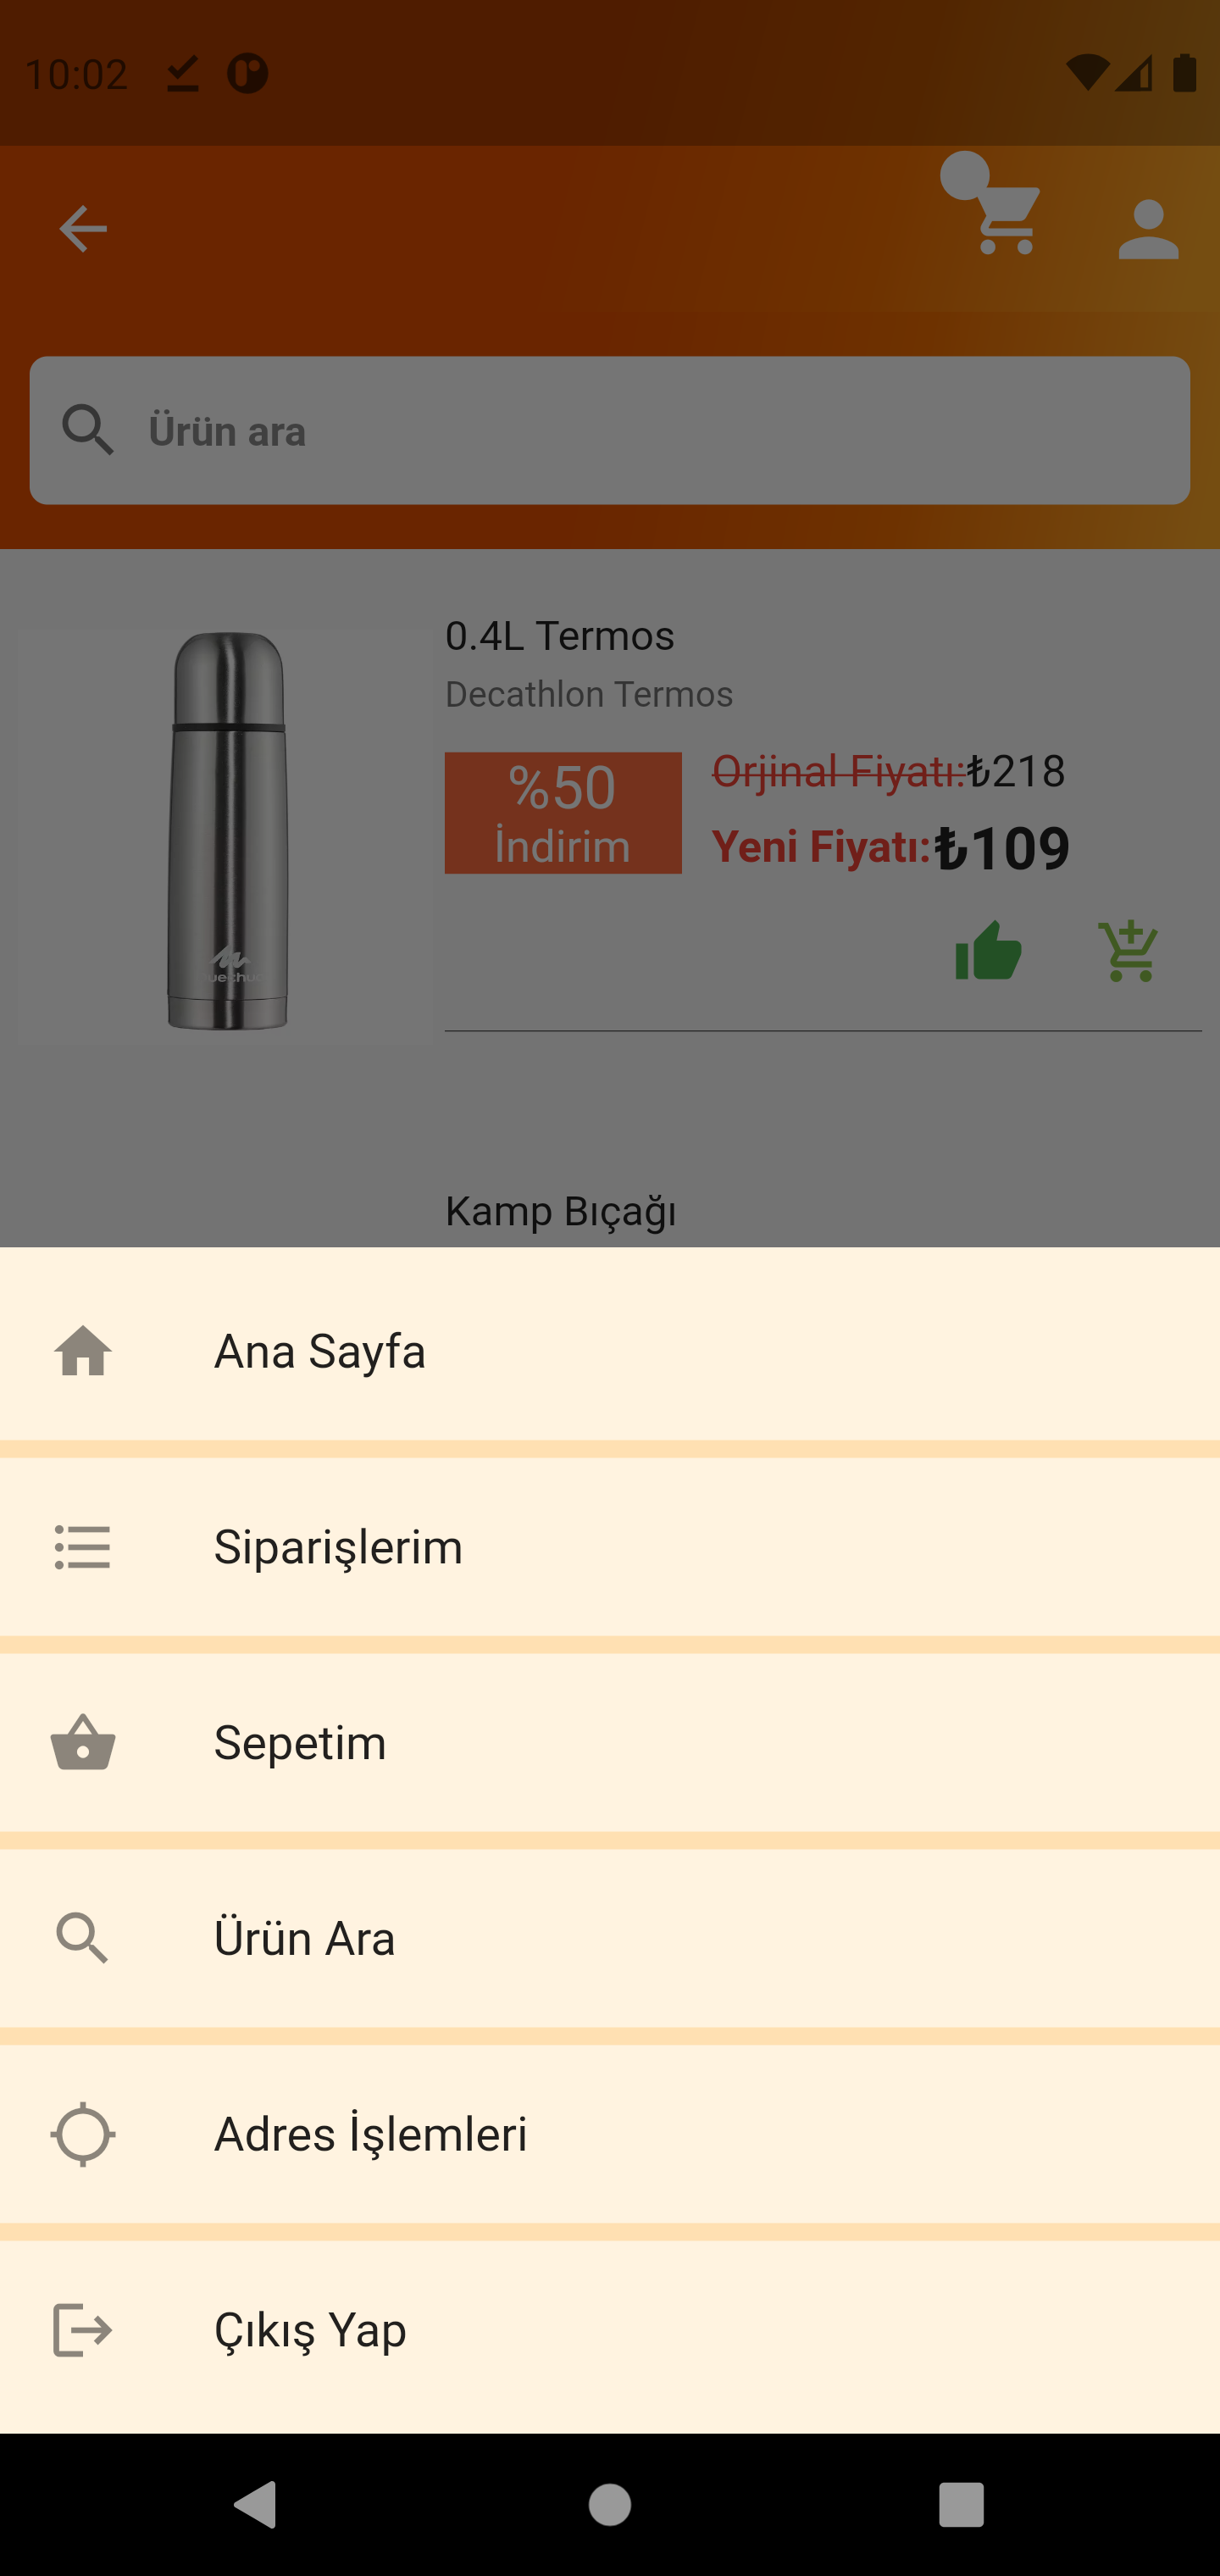 10:02
Ürün ara
0.4L Termos
Decathlon Termos
%50
İndirim
Orjinal Fiyatı:₺218
Yeni Fiyatı:₺109
Kamp Bıçağı
Ana Sayfa
Siparişlerim
Sepetim
Ürün Ara
Adres İşlemleri
Çıkış Yap